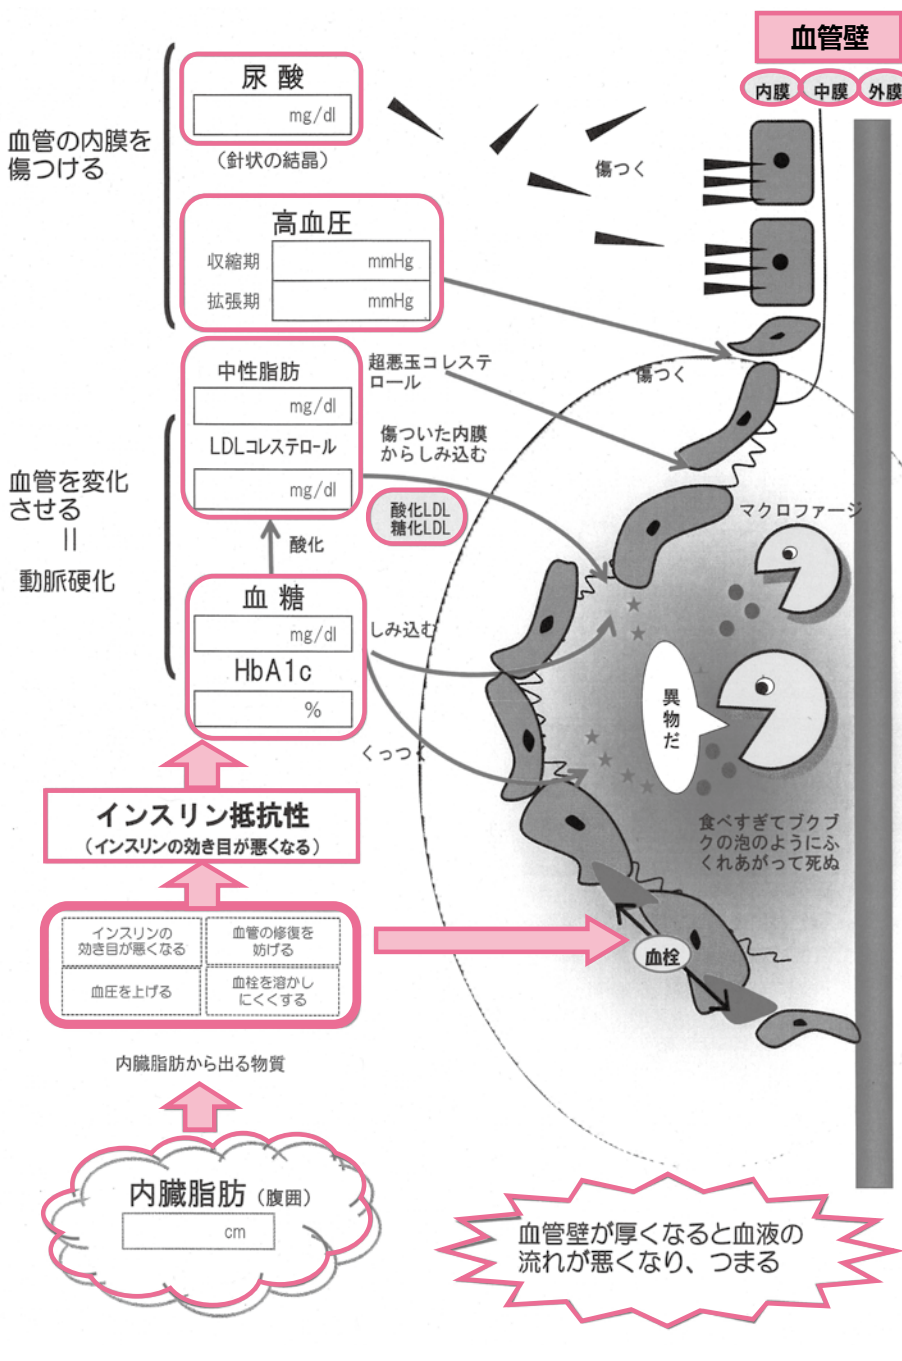 血管壁
内膜
中膜
外膜
尿酸
mg/dl
(針状の結晶)
血管の内膜を
傷つける
傷つく
高血圧
収縮期
mmHg
拡張期
mmHg
中性脂肪
mg/dl
LDLコレステロール
mg/dl
超悪玉コレステ
ロール
傷つく
傷ついた内膜
からしみ込む
酸化LDL
糖化LDL
マクロファージ
血管を変化
させる
||
動脈硬化
酸化
血糖
mg/dl
HbA1c
%
しみ込む
くっつく
異物だ
食べすぎてブクブ
クの泡のようにふ
くれあがって死ぬ
インスリン抵抗性
(インスリンの効き目が悪くなる)
インスリンの
効き目が悪くなる
血管の修復を
妨げる
血圧を上げる
血栓を溶かし
にくくする
血栓
内臓脂肪から出る物質
内臓脂肪(腹囲)
cm
血管壁が厚くなると血液の
流れが悪くなり、つまる